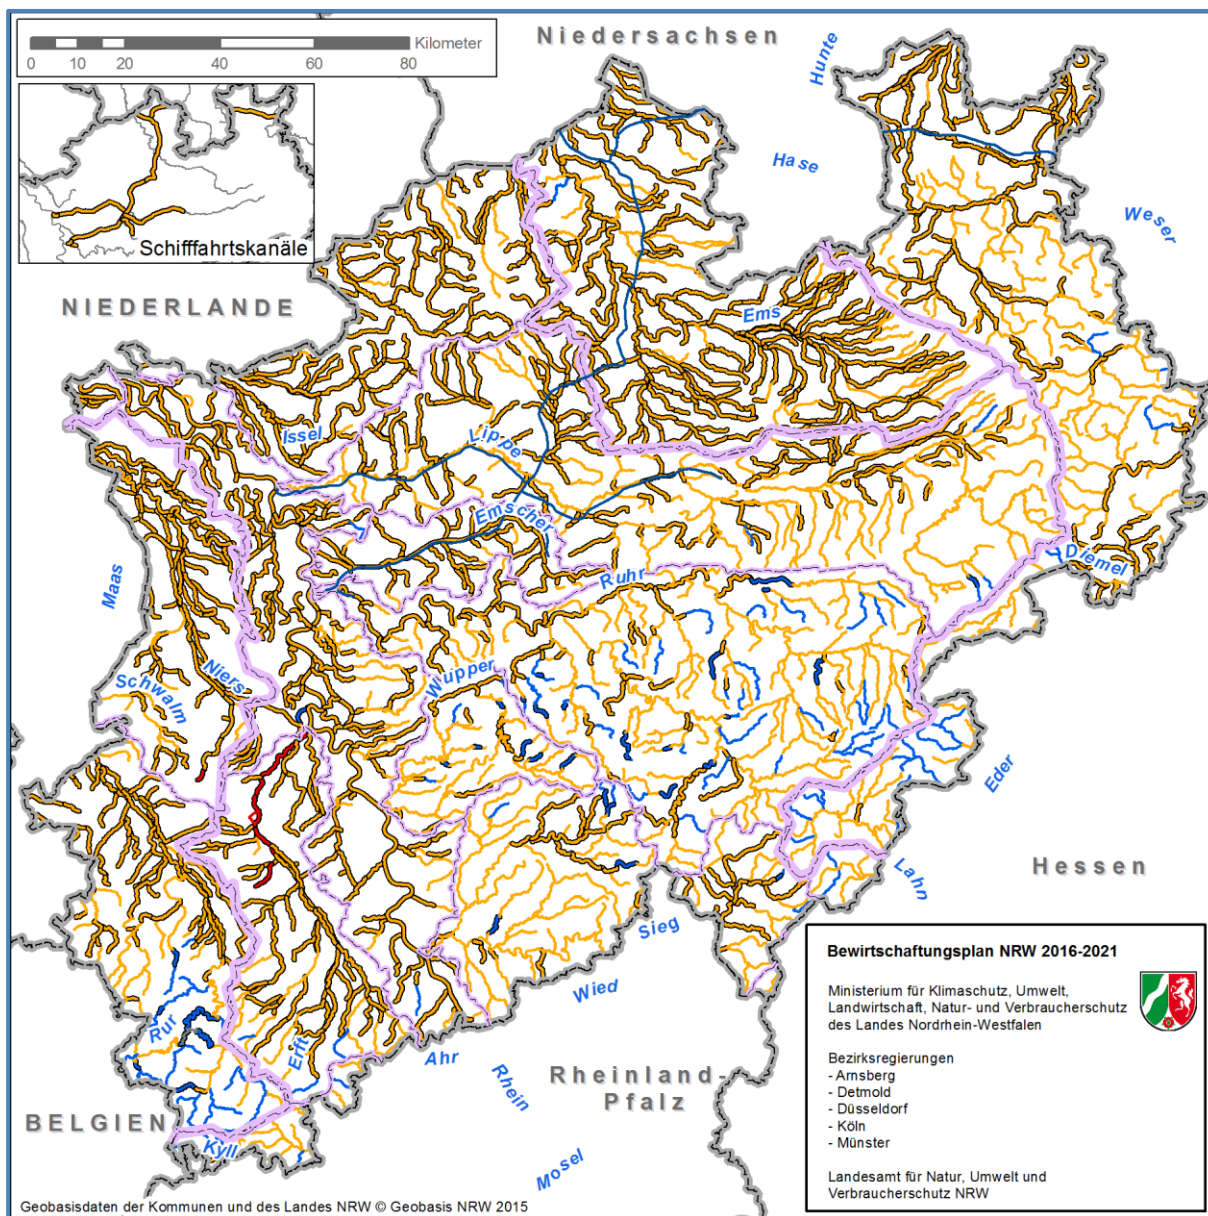 Kilometer
0 10 20 40 60 80
Schifffahrtskanäle
Niedersachsen
Hunte
Hase
Weser
NIEDERLANDE
Ems
Issel
Lippe
Emscher
Maas
Ruhr
Diemel
Niers
Schwalm
Wupper
Eder
Hessen
Lahn
Sieg
Wied
Rur
Erft
Ahr
Rhein
Rheinland-
Pfalz
BELGIEN
Kyll
Mosel
Bewirtschaftungsplan NRW 2016-2021
Ministerium für Klimaschutz, Umwelt,
Landwirtschaft, Natur- und Verbraucherschutz
des Landes Nordrhein-Westfalen
Bezirksregierungen
- Arnsberg
- Detmold
- Düsseldorf
- Köln
- Münster
Landesamt für Natur, Umwelt und
Verbraucherschutz NRW
Geobasisdaten der Kommunen und des Landes NRW © Geobasis NRW 2015